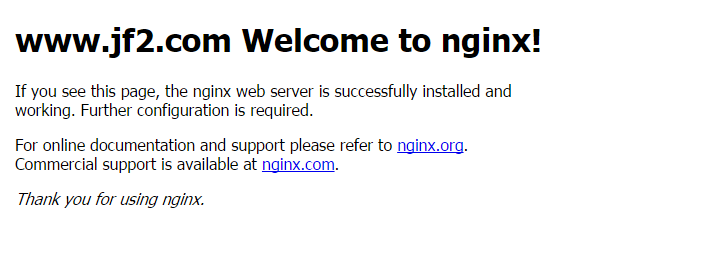 www.jf2.com Welcome to nginx!
If you see this page, the nginx web server is successfully installed and
working. Further configuration is required.
For online documentation and support please refer to nginx.org.
Commercial support is available at nginx.com.
Thank you for using nginx.